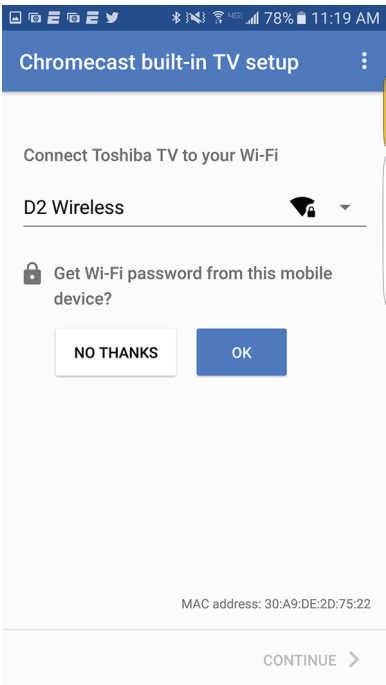 78% 11:19 AM
Chromecast built-in TV setup
Connect Toshiba TV to your Wi-Fi
D2 Wireless
Get Wi-Fi password from this mobile
device?
NO THANKS OK
MAC address: 30:A9:DE:2D:75:22
CONTINUE